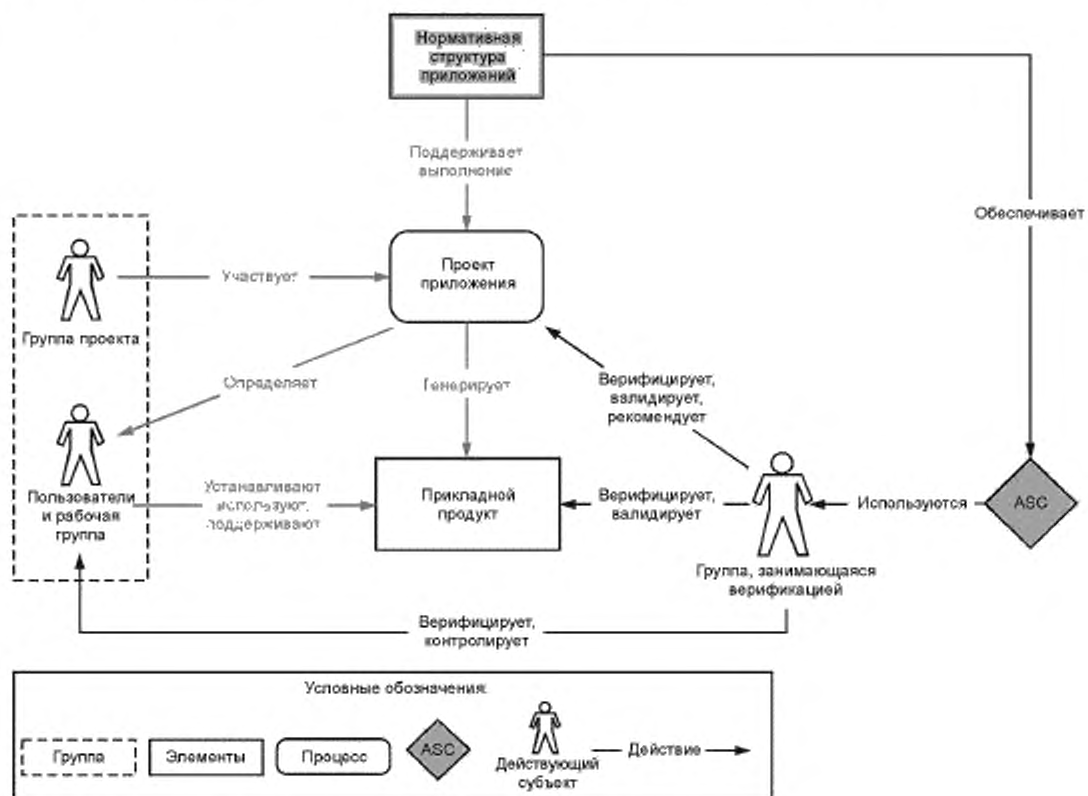 Нормативная
структура
приложений
Поддерживает
выполнение
Обеспечивает
Проект
приложения
Участвует
Группа проекта
Определяет
Генерирует
Верифицирует,
валидирует,
рекомендует
Пользователи
и рабочая
группа
Устанавливают
используют,
поддерживают
Прикладной
продукт
Верифицирует,
валидирует
Используются
ASC
Группа, занимающаяся
верификацией
Верифицирует,
контролирует
Условные обозначения:
Группа
Элементы
Процесс
ASC
Действующий
субъект
Действие